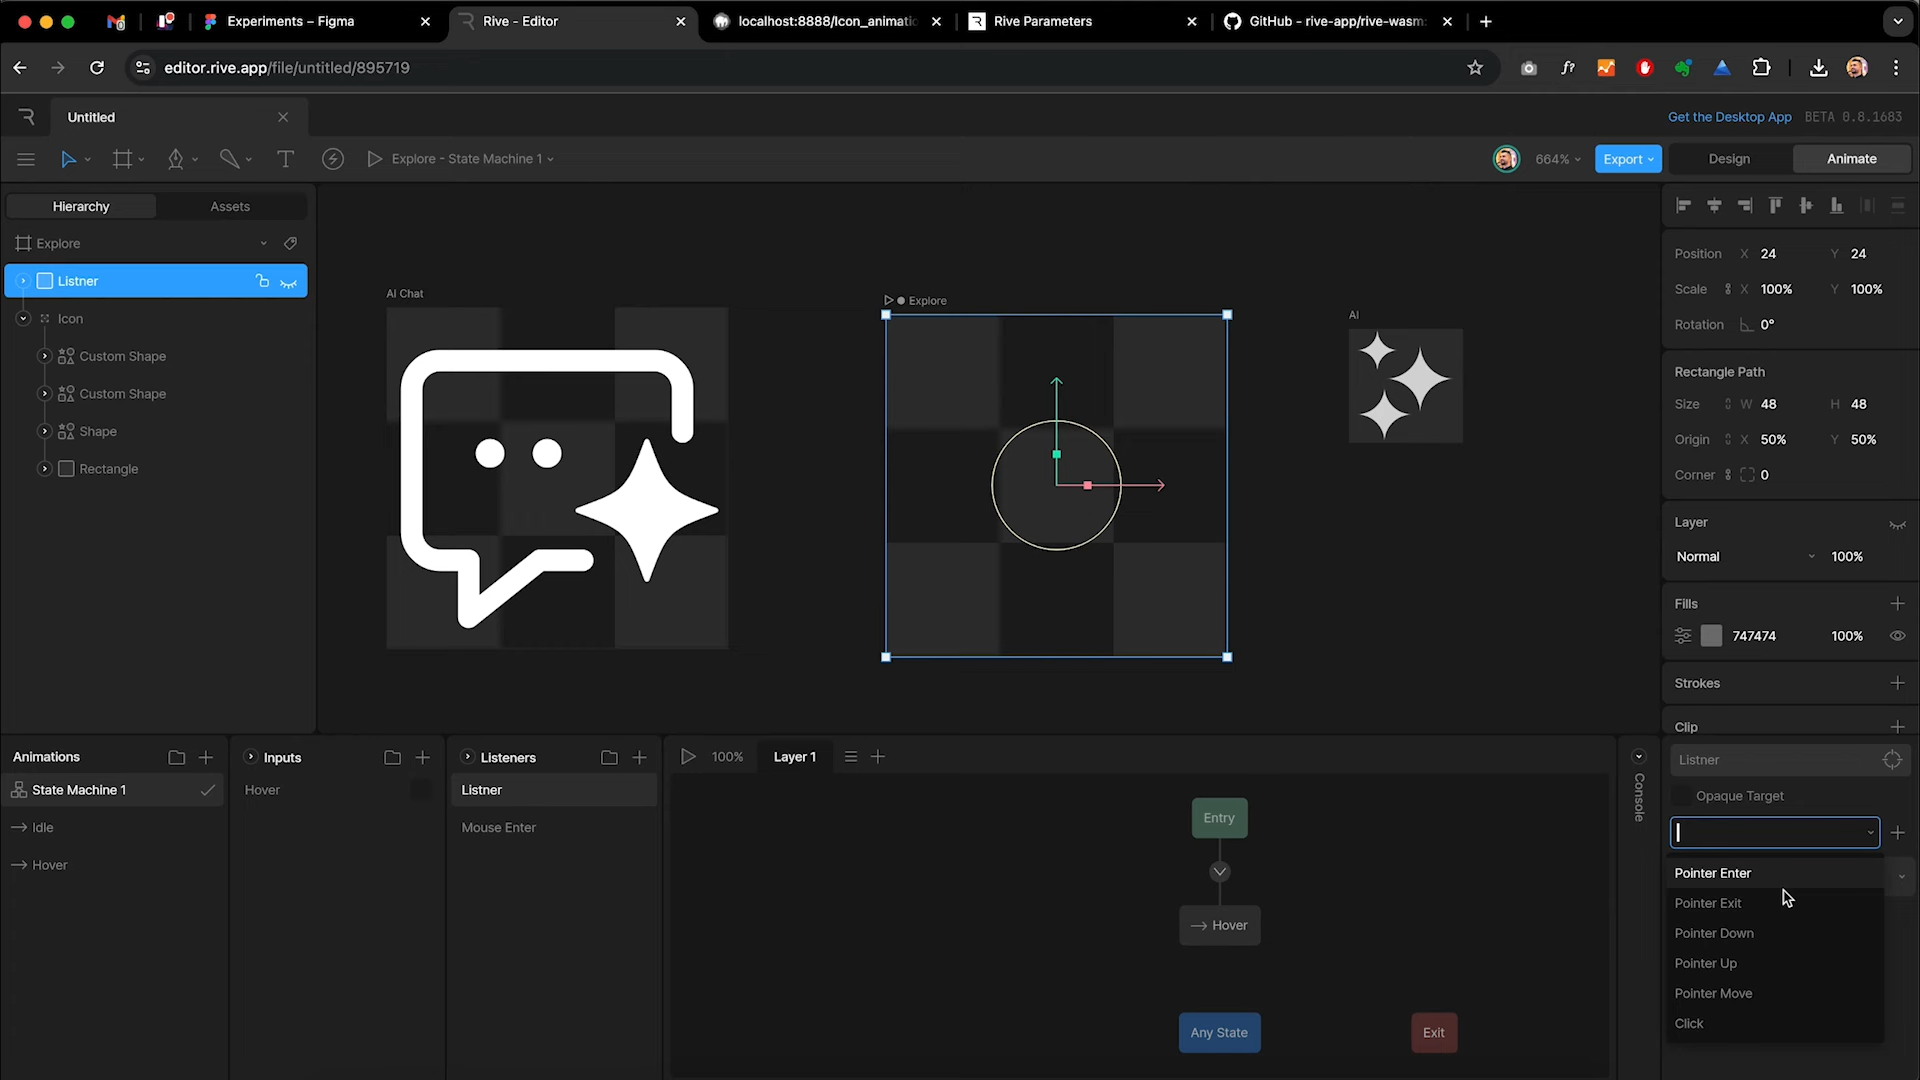 Experiments – Figma
Rive - Editor
localhost:8888/Icon_animatio
Rive Parameters
GitHub - rive-app/rive-wasm:
editor.rive.app/file/untitled/895719
Untitled
Get the Desktop App
BETA 0.8.1683
Explore - State Machine 1
664%
Export
Design
Animate
Hierarchy
Assets
Explore
Listner
Icon
Custom Shape
Custom Shape
Shape
Rectangle
AI Chat
Explore
AI
Position X 24 Y 24
Scale X 100% Y 100%
Rotation 0°
Rectangle Path
Size W 48 H 48
Origin X 50% Y 50%
Corner 0
Layer
Normal 100%
Fills
747474 100%
Strokes
Clip
Animations
State Machine 1
Idle
Hover
Inputs
Hover
Listeners
Listner
Mouse Enter
100%
Layer 1
Entry
Hover
Any State
Exit
Console
Listner
Opaque Target
Pointer Enter
Pointer Exit
Pointer Down
Pointer Up
Pointer Move
Click